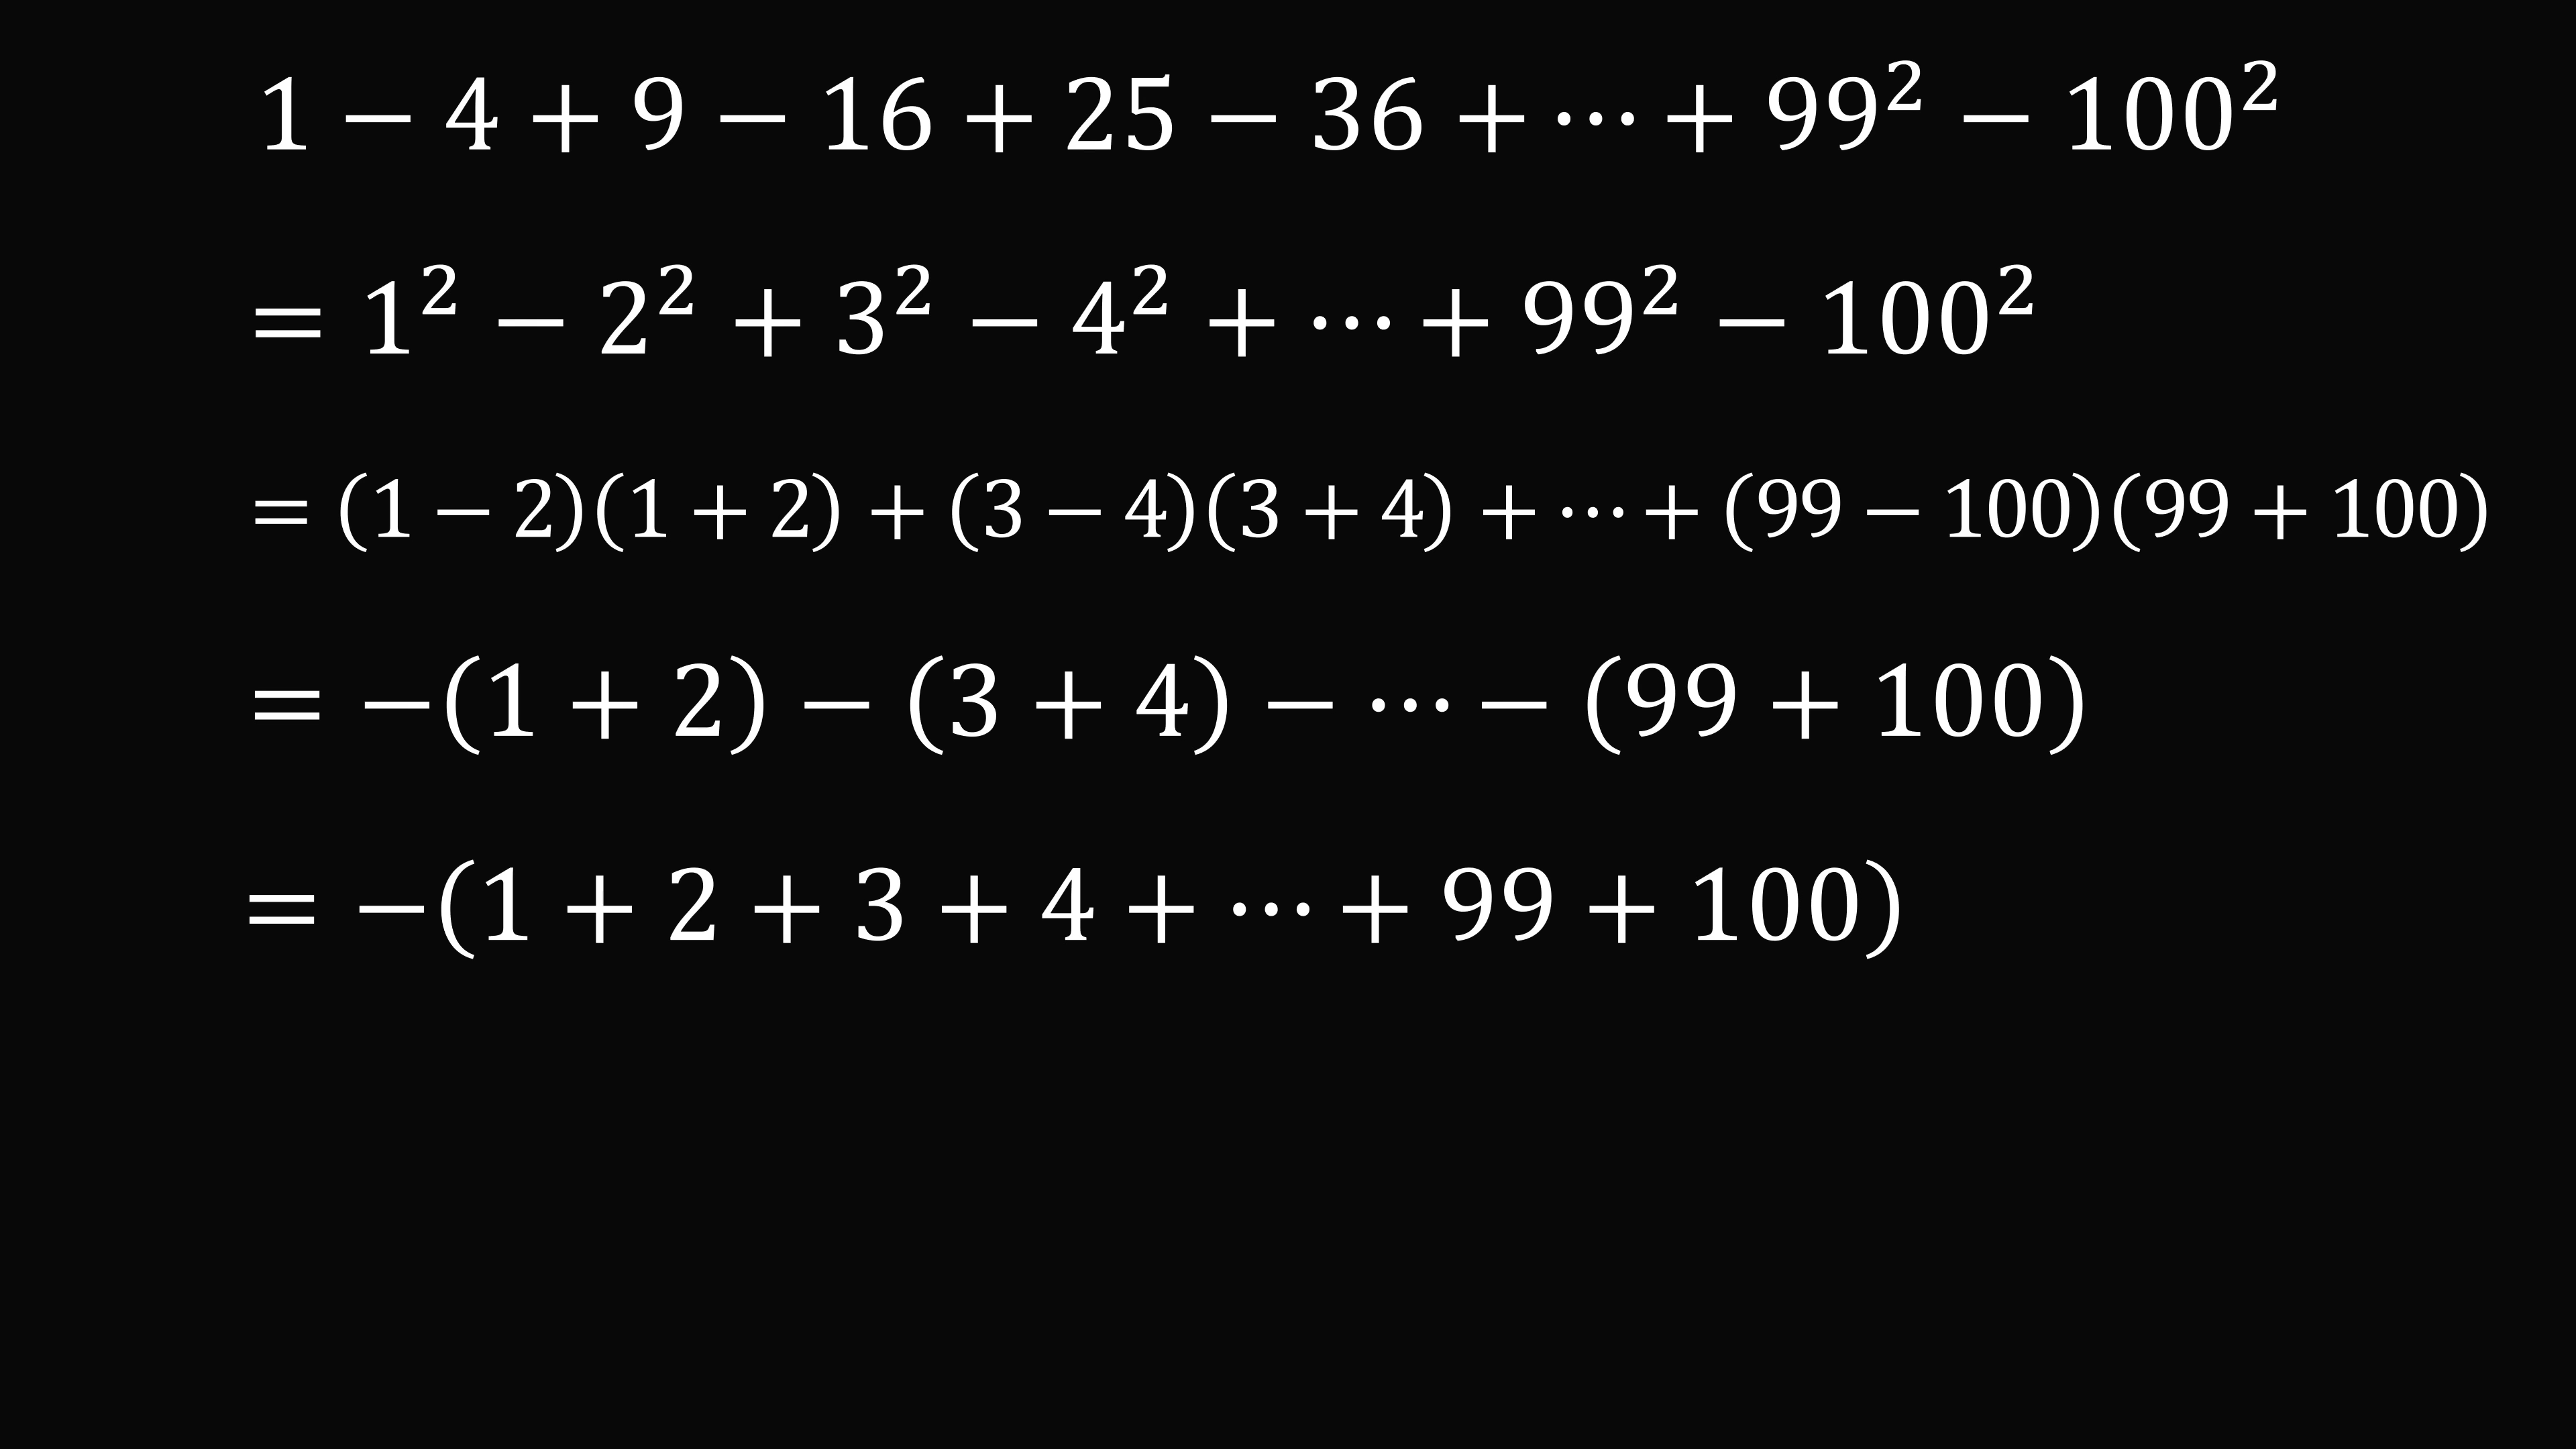 1 − 4 + 9 − 16 + 25 − 36 + ⋯ + 99² − 100²
= 1² − 2² + 3² − 4² + ⋯ + 99² − 100²
= (1 − 2)(1 + 2) + (3 − 4)(3 + 4) + ⋯ + (99 − 100)(99 + 100)
= −(1 + 2) − (3 + 4) − ⋯ − (99 + 100)
= −(1 + 2 + 3 + 4 + ⋯ + 99 + 100)